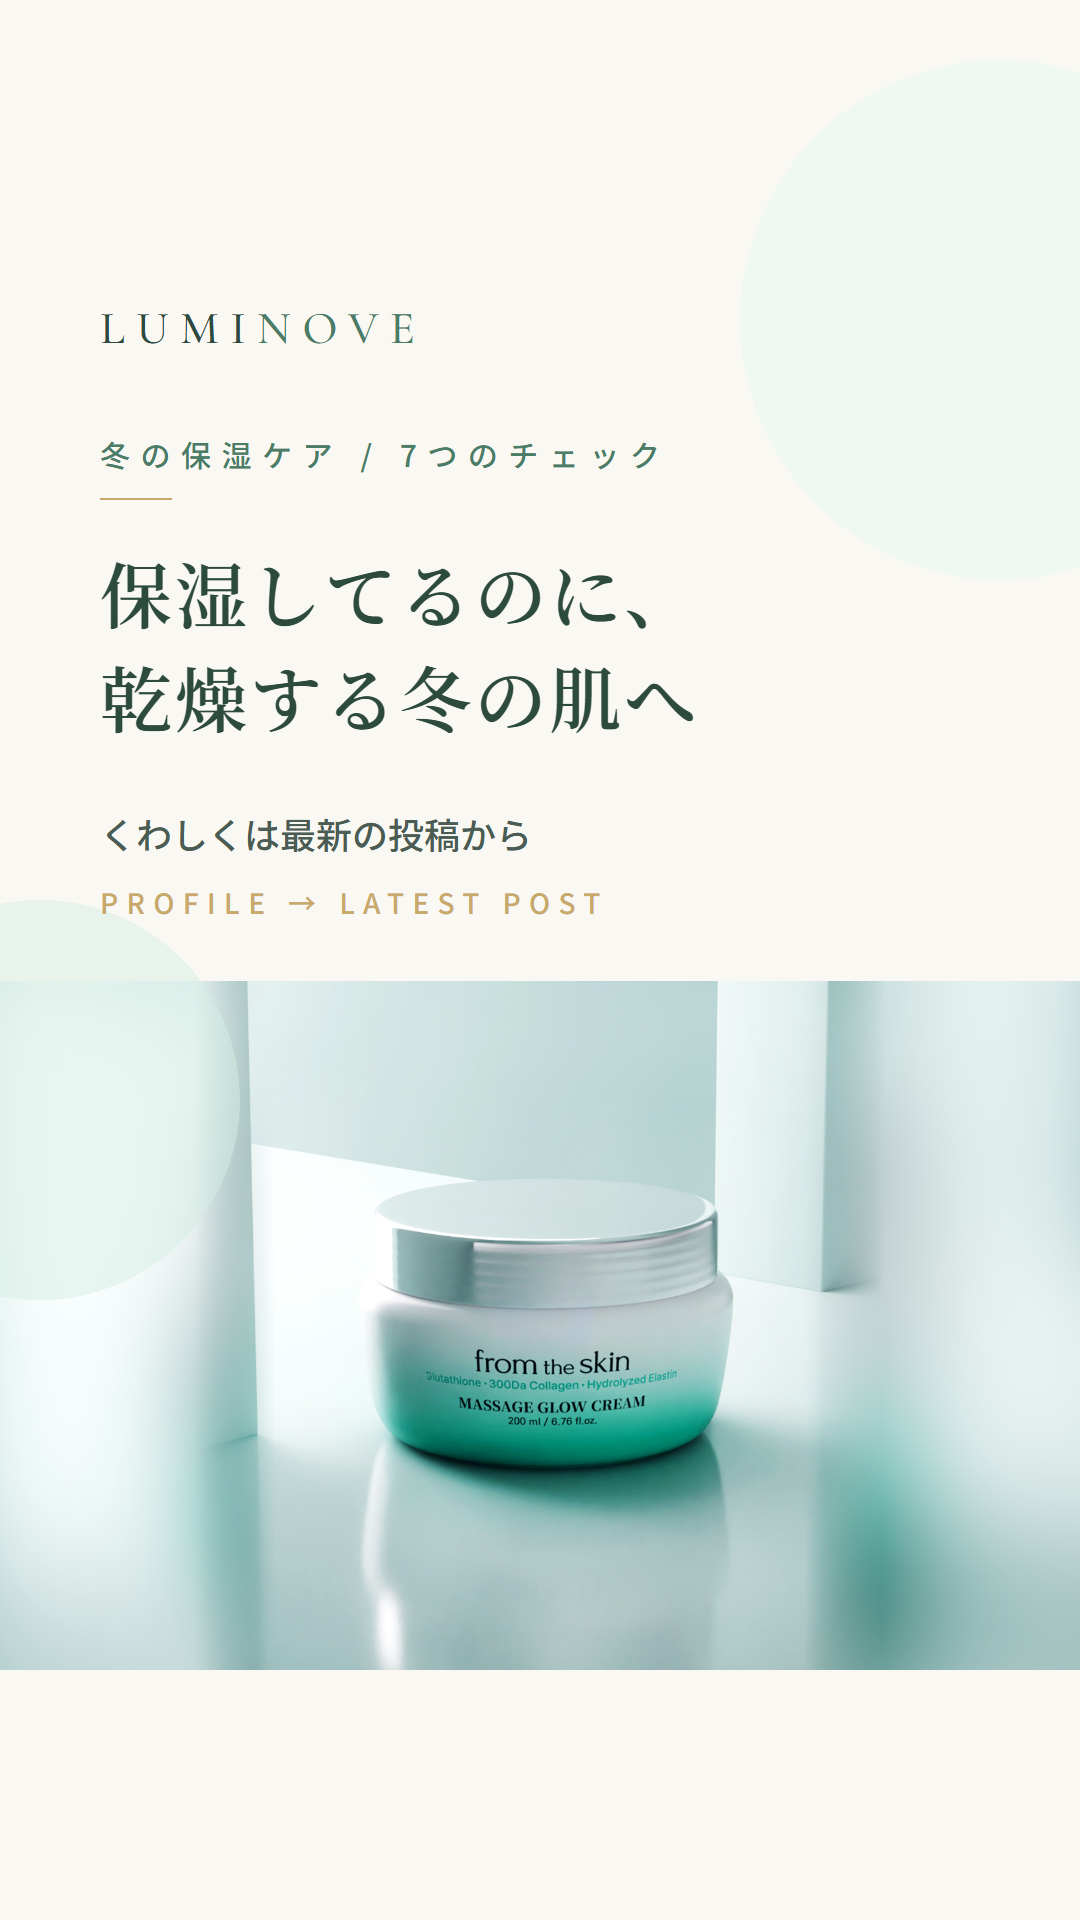 LUMINOVE
冬の保湿ケア / 7つのチェック
保湿してるのに、
乾燥する冬の肌へ
くわしくは最新の投稿から
PROFILE → LATEST POST
from the skin
Glutathione · 300Da Collagen · Hydrolyzed Elastin
MASSAGE GLOW CREAM
200 ml / 6.76 fl.oz.